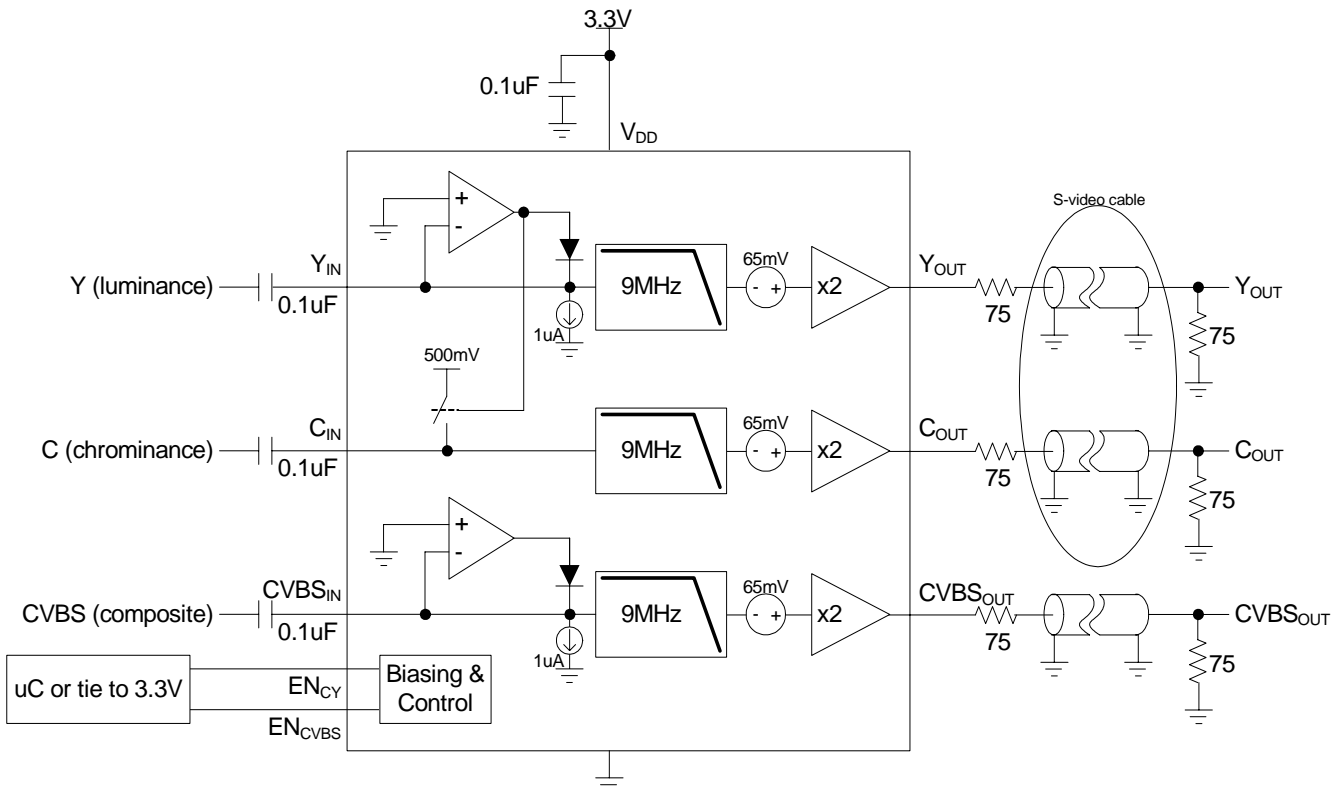 3.3V
0.1uF
VDD
S-video cable
Y (luminance)
0.1uF
YIN
+
-
1uA
9MHz
65mV
- +
x2
YOUT
75
YOUT
75
500mV
C (chrominance)
0.1uF
CIN
9MHz
65mV
- +
x2
COUT
75
COUT
75
CVBS (composite)
0.1uF
CVBSIN
+
-
1uA
9MHz
65mV
- +
x2
CVBSOUT
75
CVBSOUT
75
uC or tie to 3.3V
ENCY
ENCVBS
Biasing &
Control